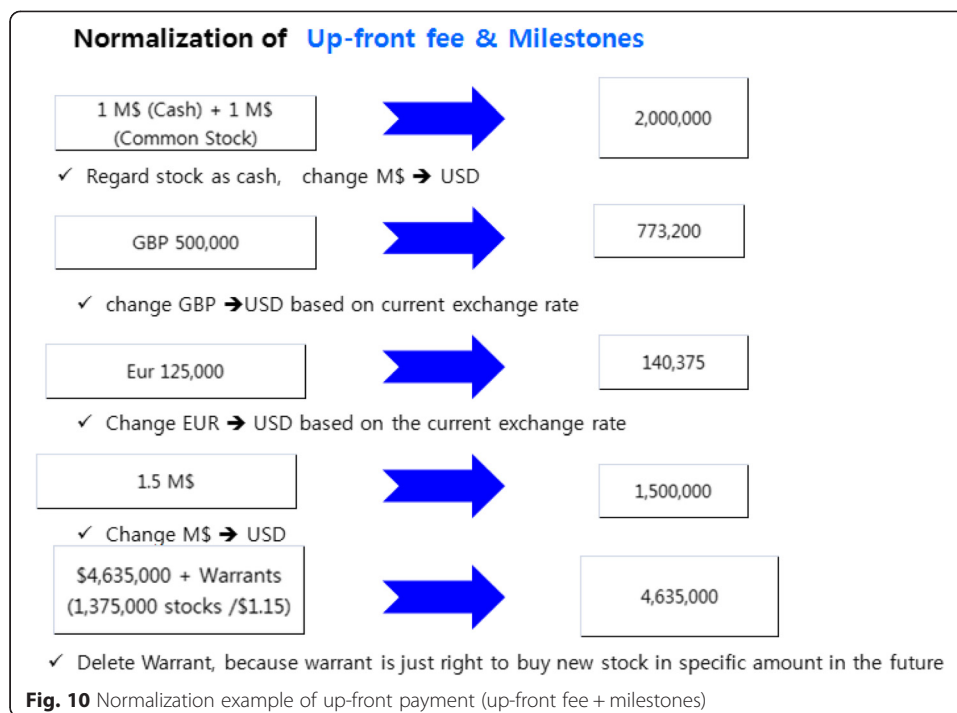 Normalization of Up-front fee & Milestones
1 M$ (Cash) + 1 M$
(Common Stock)
2,000,000
✓ Regard stock as cash, change M$ ➔ USD
GBP 500,000
773,200
✓ change GBP ➔USD based on current exchange rate
Eur 125,000
140,375
✓ Change EUR ➔ USD based on the current exchange rate
1.5 M$
1,500,000
✓ Change M$ ➔ USD
$4,635,000 + Warrants
(1,375,000 stocks /$1.15)
4,635,000
✓ Delete Warrant, because warrant is just right to buy new stock in specific amount in the future
Fig. 10 Normalization example of up-front payment (up-front fee + milestones)